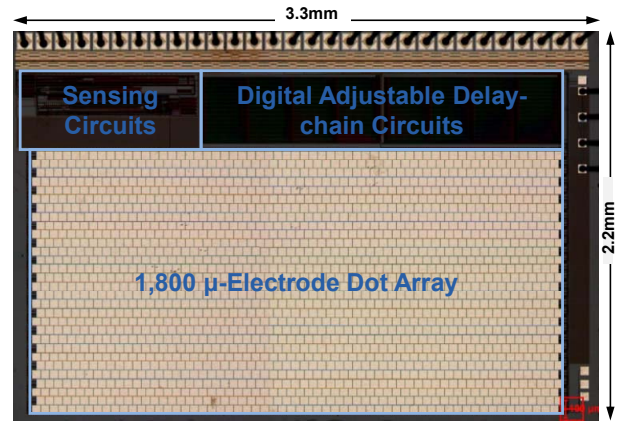 3.3mm
Sensing
Circuits
Digital Adjustable Delay-
chain Circuits
2.2mm
1,800 µ-Electrode Dot Array